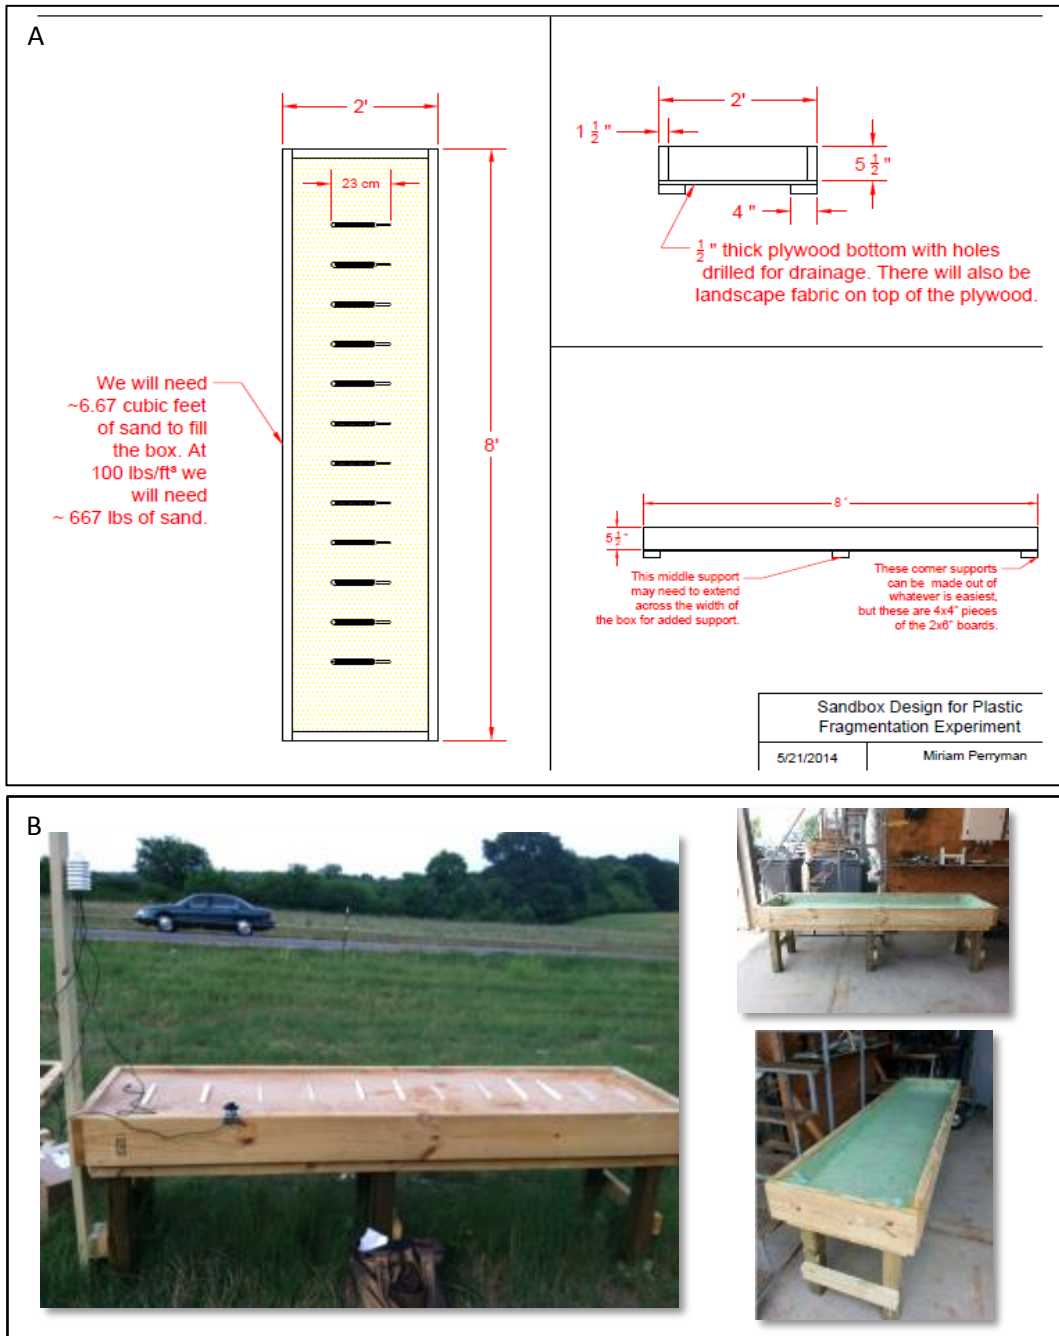 A
2'
23 cm
8'
We will need
~6.67 cubic feet
of sand to fill
the box. At
100 lbs/ft³ we
will need
~ 667 lbs of sand.
2'
1 1/2 "
5 1/2 "
4 "
1/2 " thick plywood bottom with holes
drilled for drainage. There will also be
landscape fabric on top of the plywood.
8 '
5 1/2 "
This middle support
may need to extend
across the width of
the box for added support.
These corner supports
can be made out of
whatever is easiest,
but these are 4x4" pieces
of the 2x6" boards.
Sandbox Design for Plastic
Fragmentation Experiment
5/21/2014
Miriam Perryman
B